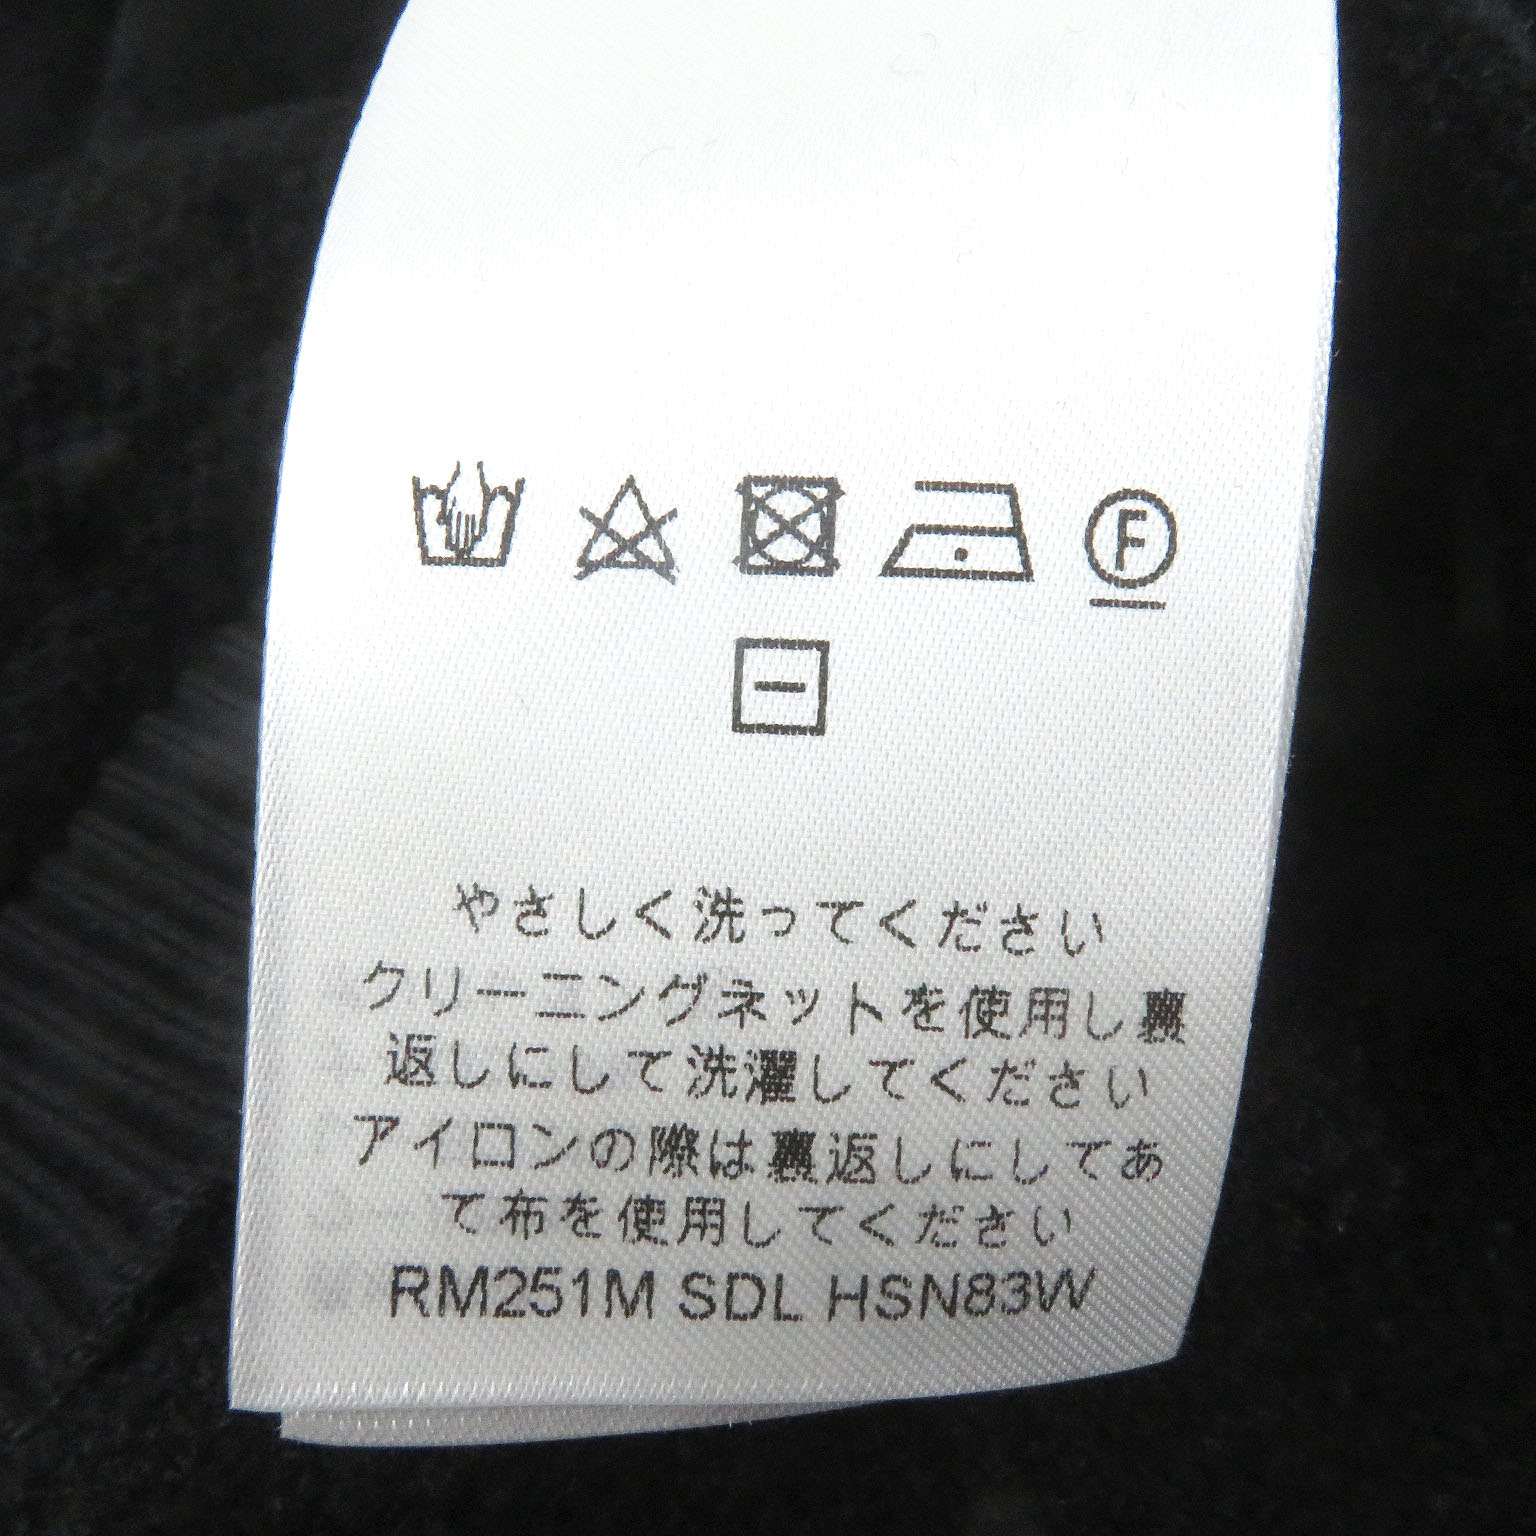 F
やさしく洗ってください
クリーニングネットを使用し裏
返しにして洗濯してください
アイロンの際は裏返しにしてあ
て布を使用してください
RM251M SDL HSN83W